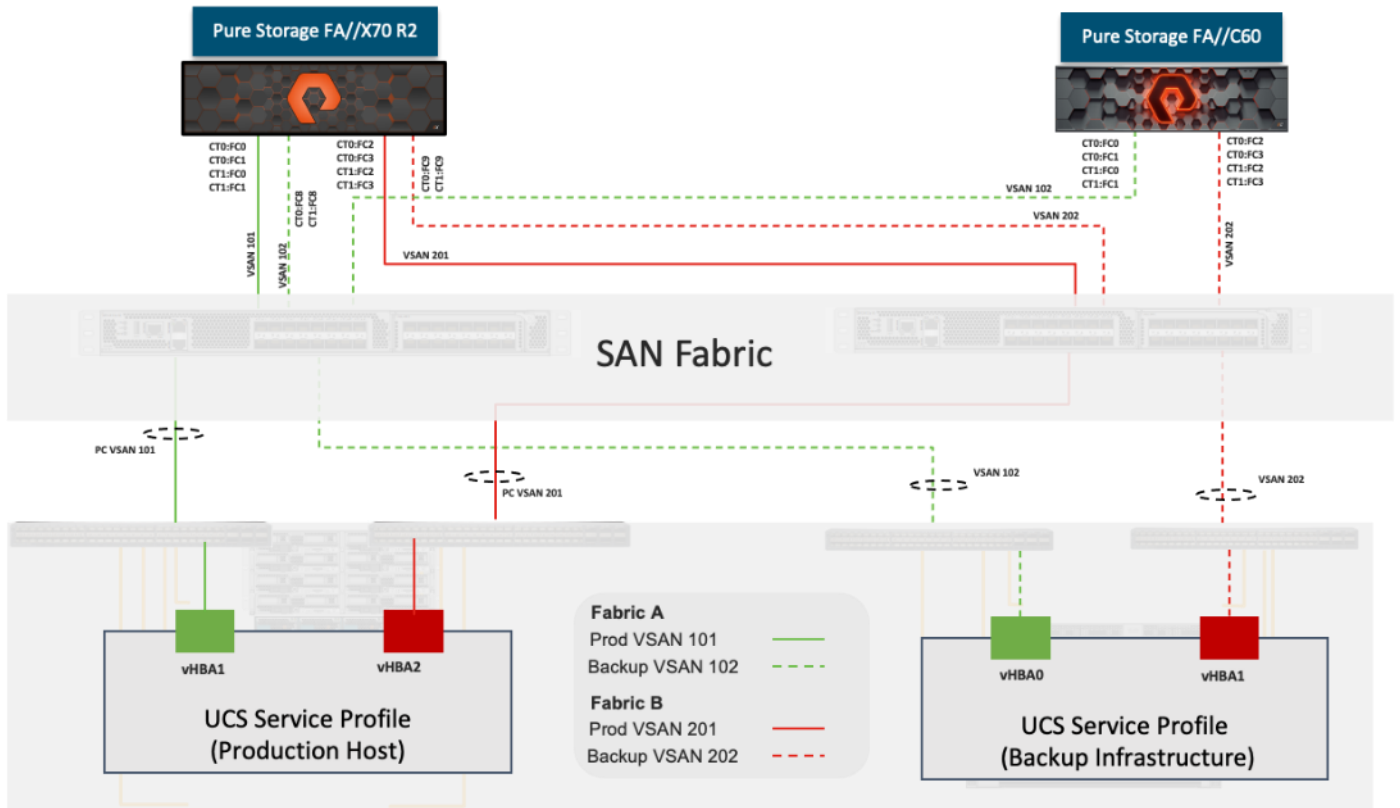 Pure Storage FA//X70 R2
Pure Storage FA//C60
CT0:FC0
CT0:FC1
CT1:FC0
CT1:FC1
CT0:FC8
CT1:FC8
CT0:FC2
CT0:FC3
CT1:FC2
CT1:FC3
CT0:FC9
CT1:FC9
CT0:FC0
CT0:FC1
CT1:FC0
CT1:FC1
CT0:FC2
CT0:FC3
CT1:FC2
CT1:FC3
VSAN 102
VSAN 202
VSAN 101
VSAN 102
VSAN 201
VSAN 202
SAN Fabric
PC VSAN 101
PC VSAN 201
VSAN 102
VSAN 202
vHBA1
vHBA2
UCS Service Profile
(Production Host)
Fabric A
Prod VSAN 101
Backup VSAN 102
Fabric B
Prod VSAN 201
Backup VSAN 202
vHBA0
vHBA1
UCS Service Profile
(Backup Infrastructure)